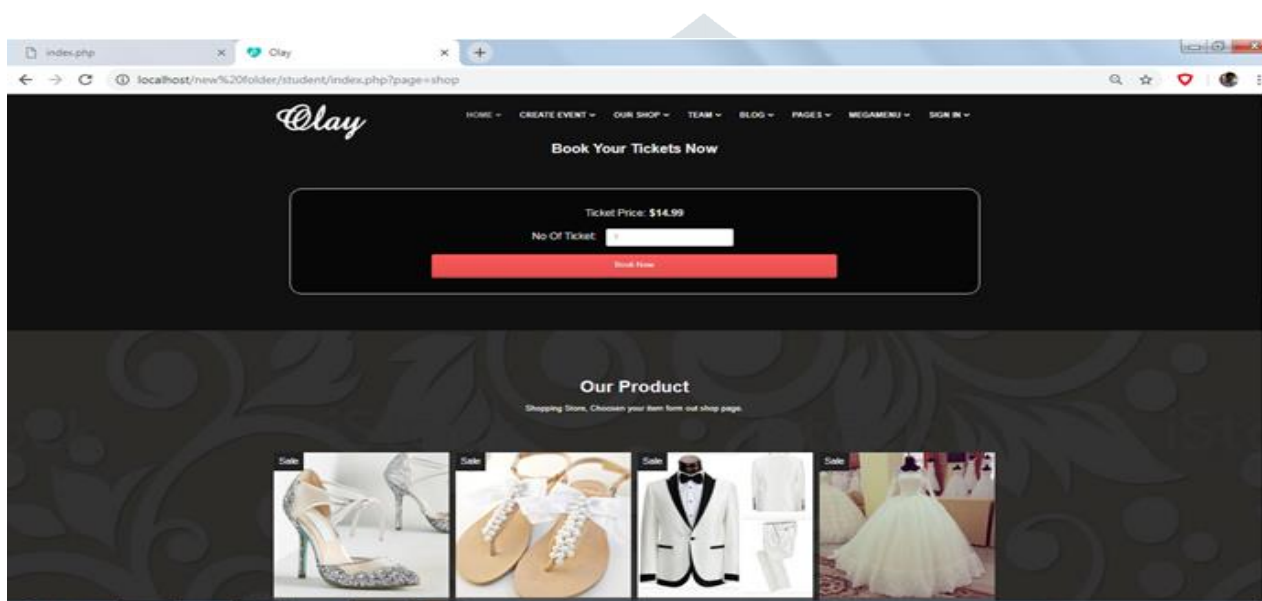 index.php
Olay
localhost/new%20folder/student/index.php?page=shop
Olay
HOME CREATE EVENT OUR SHOP TEAM BLOG PAGES MEGAMENU SIGN IN
Book Your Tickets Now
Ticket Price: $14.99
No Of Ticket:
Book Now
Our Product
Shopping Store, Choosen your item form out shop page.
Sale
Sale
Sale
Sale